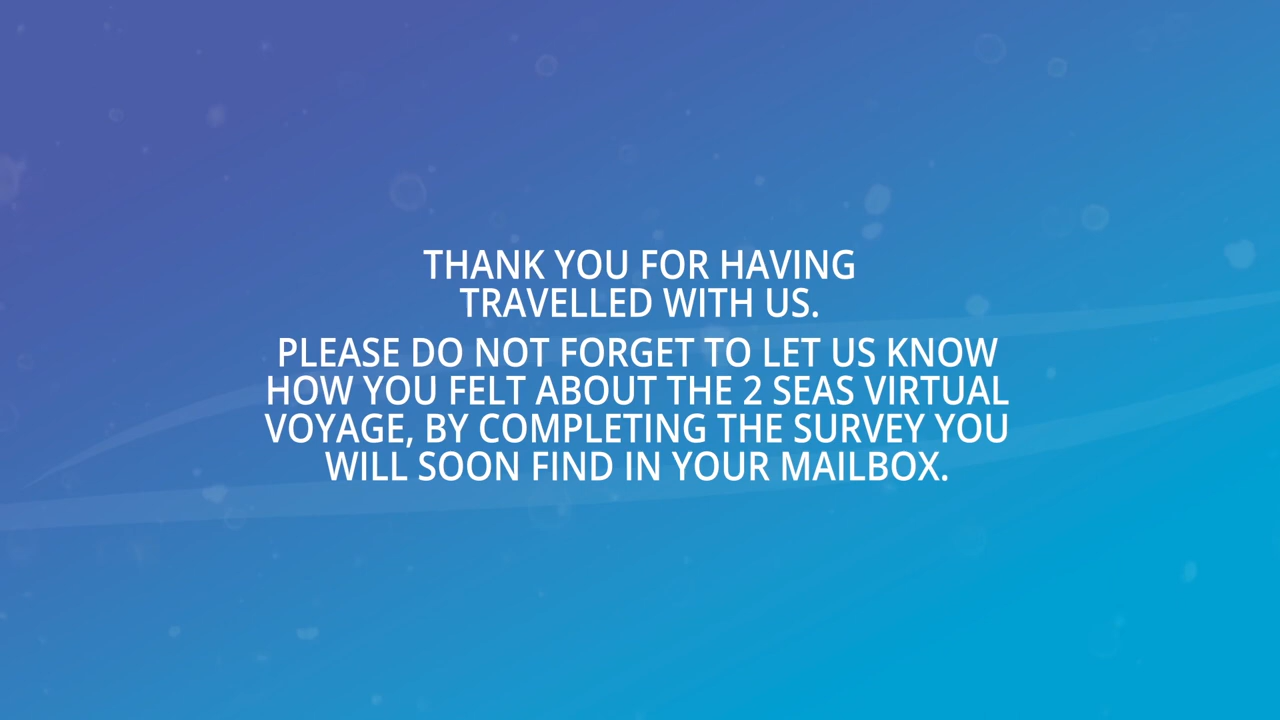 THANK YOU FOR HAVING
TRAVELLED WITH US.
PLEASE DO NOT FORGET TO LET US KNOW
HOW YOU FELT ABOUT THE 2 SEAS VIRTUAL
VOYAGE, BY COMPLETING THE SURVEY YOU
WILL SOON FIND IN YOUR MAILBOX.